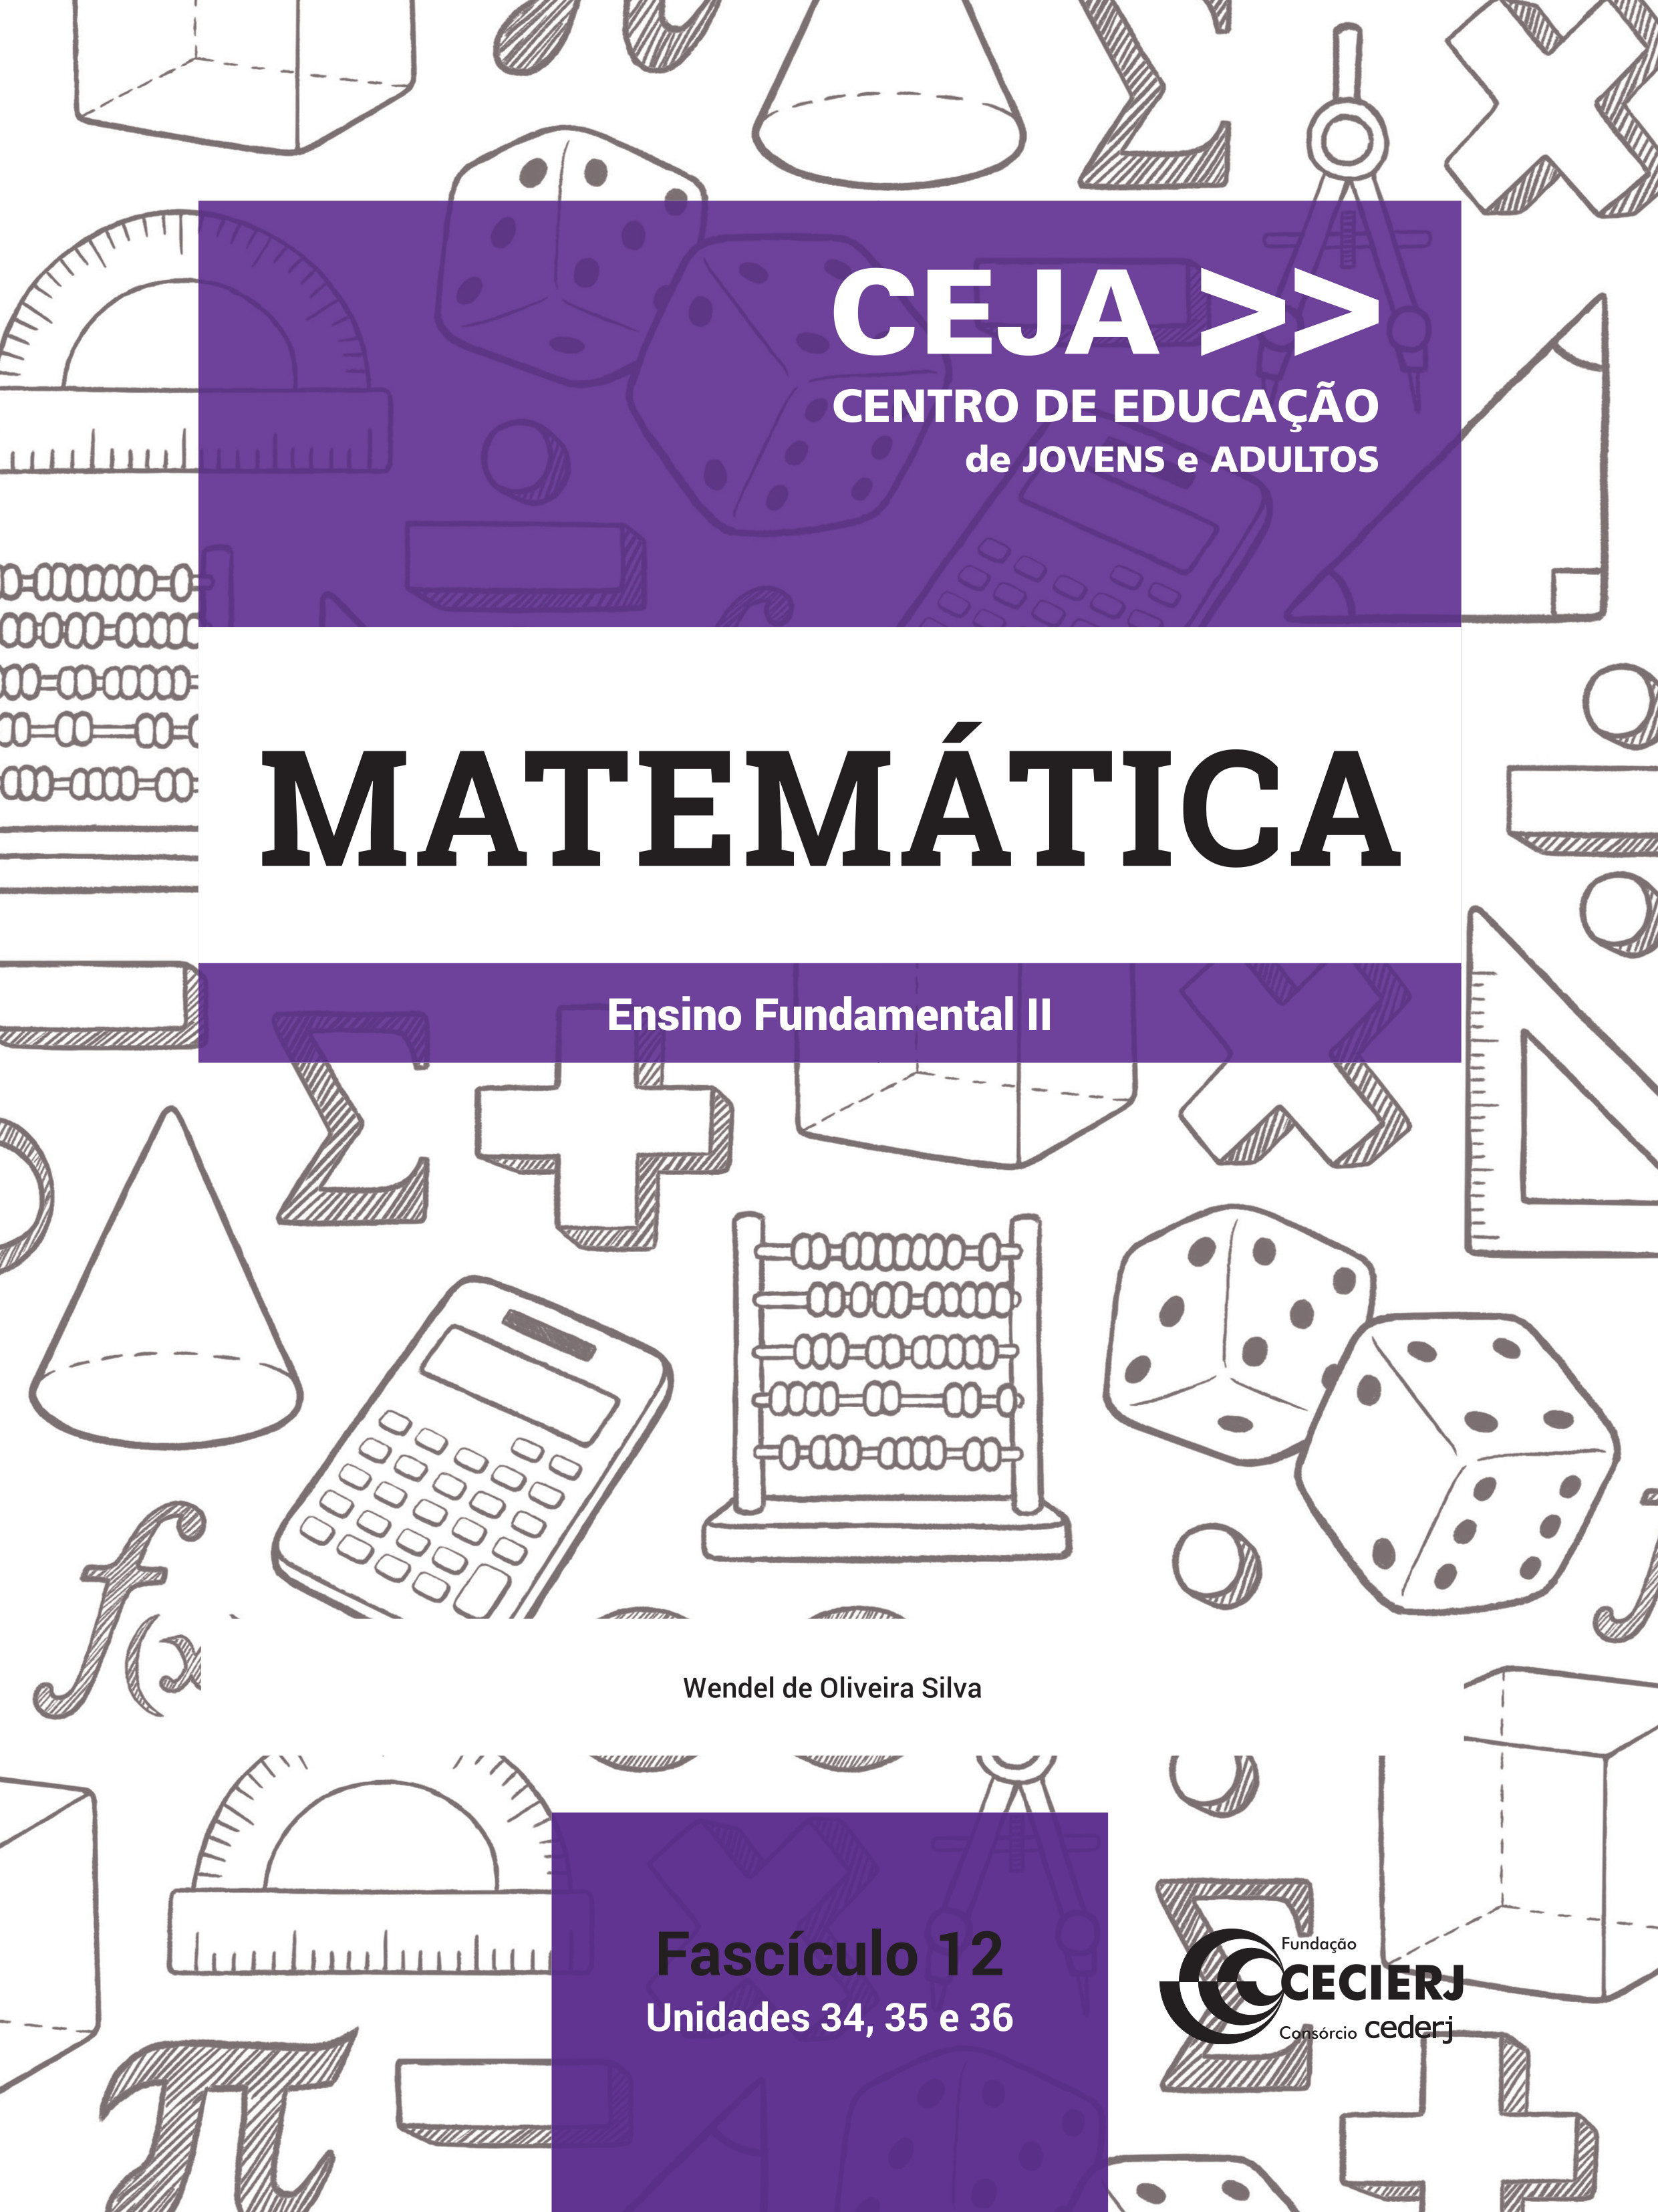 CEJA >>
CENTRO DE EDUCAÇÃO
de JOVENS e ADULTOS
MATEMÁTICA
Ensino Fundamental II
f(x
Wendel de Oliveira Silva
Fascículo 12
Unidades 34, 35 e 36
Fundação
CECIERJ
Consórcio cederj